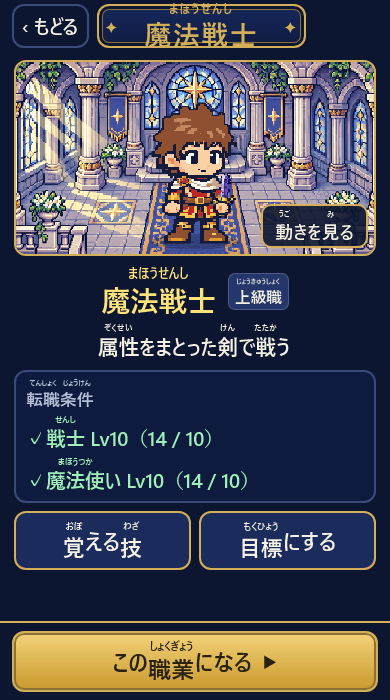 ‹ もどる
まほうせんし
魔法戦士
うご み
動きを見る
まほうせんし
魔法戦士
じょうきゅうしょく
上級職
ぞくせい けん たたか
属性をまとった剣で戦う
てんしょく じょうけん
転職条件
せんし
✓ 戦士 Lv10（14 / 10）
まほうつか
✓ 魔法使い Lv10（14 / 10）
おぼ わざ
覚える技
もくひょう
目標にする
しょくぎょう
この職業になる ▶